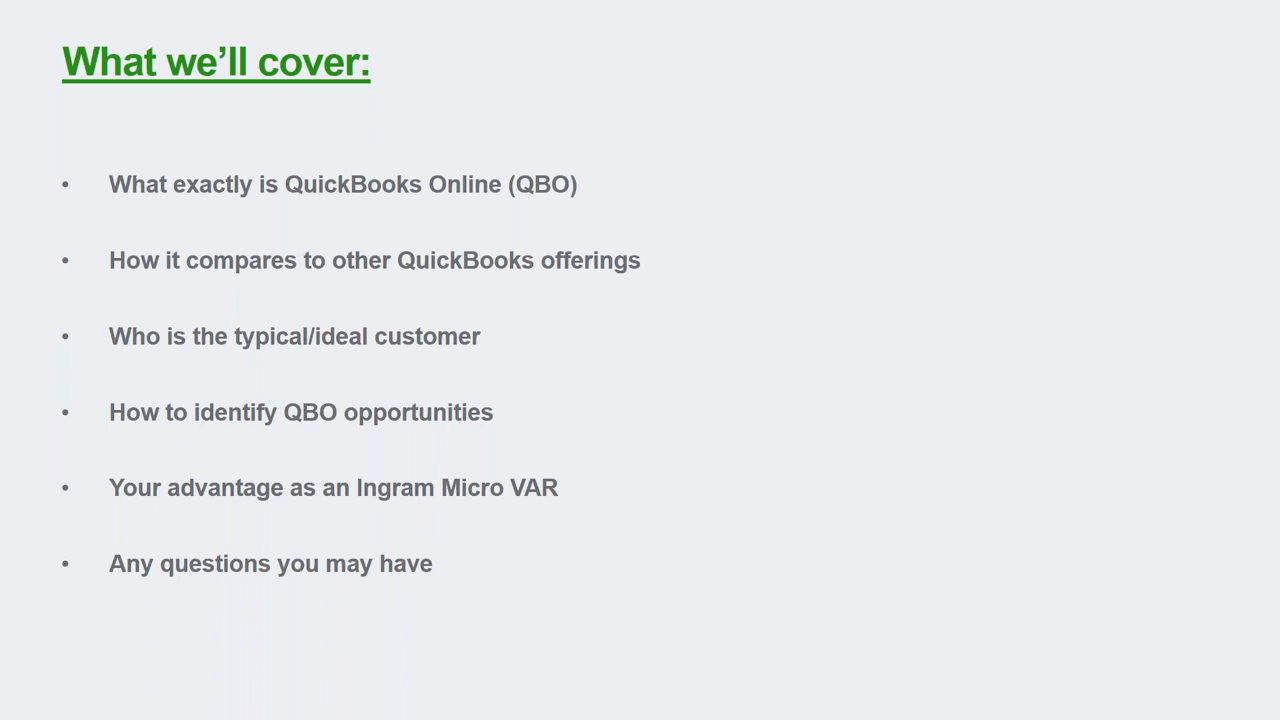 What we’ll cover:
• What exactly is QuickBooks Online (QBO)
• How it compares to other QuickBooks offerings
• Who is the typical/ideal customer
• How to identify QBO opportunities
• Your advantage as an Ingram Micro VAR
• Any questions you may have